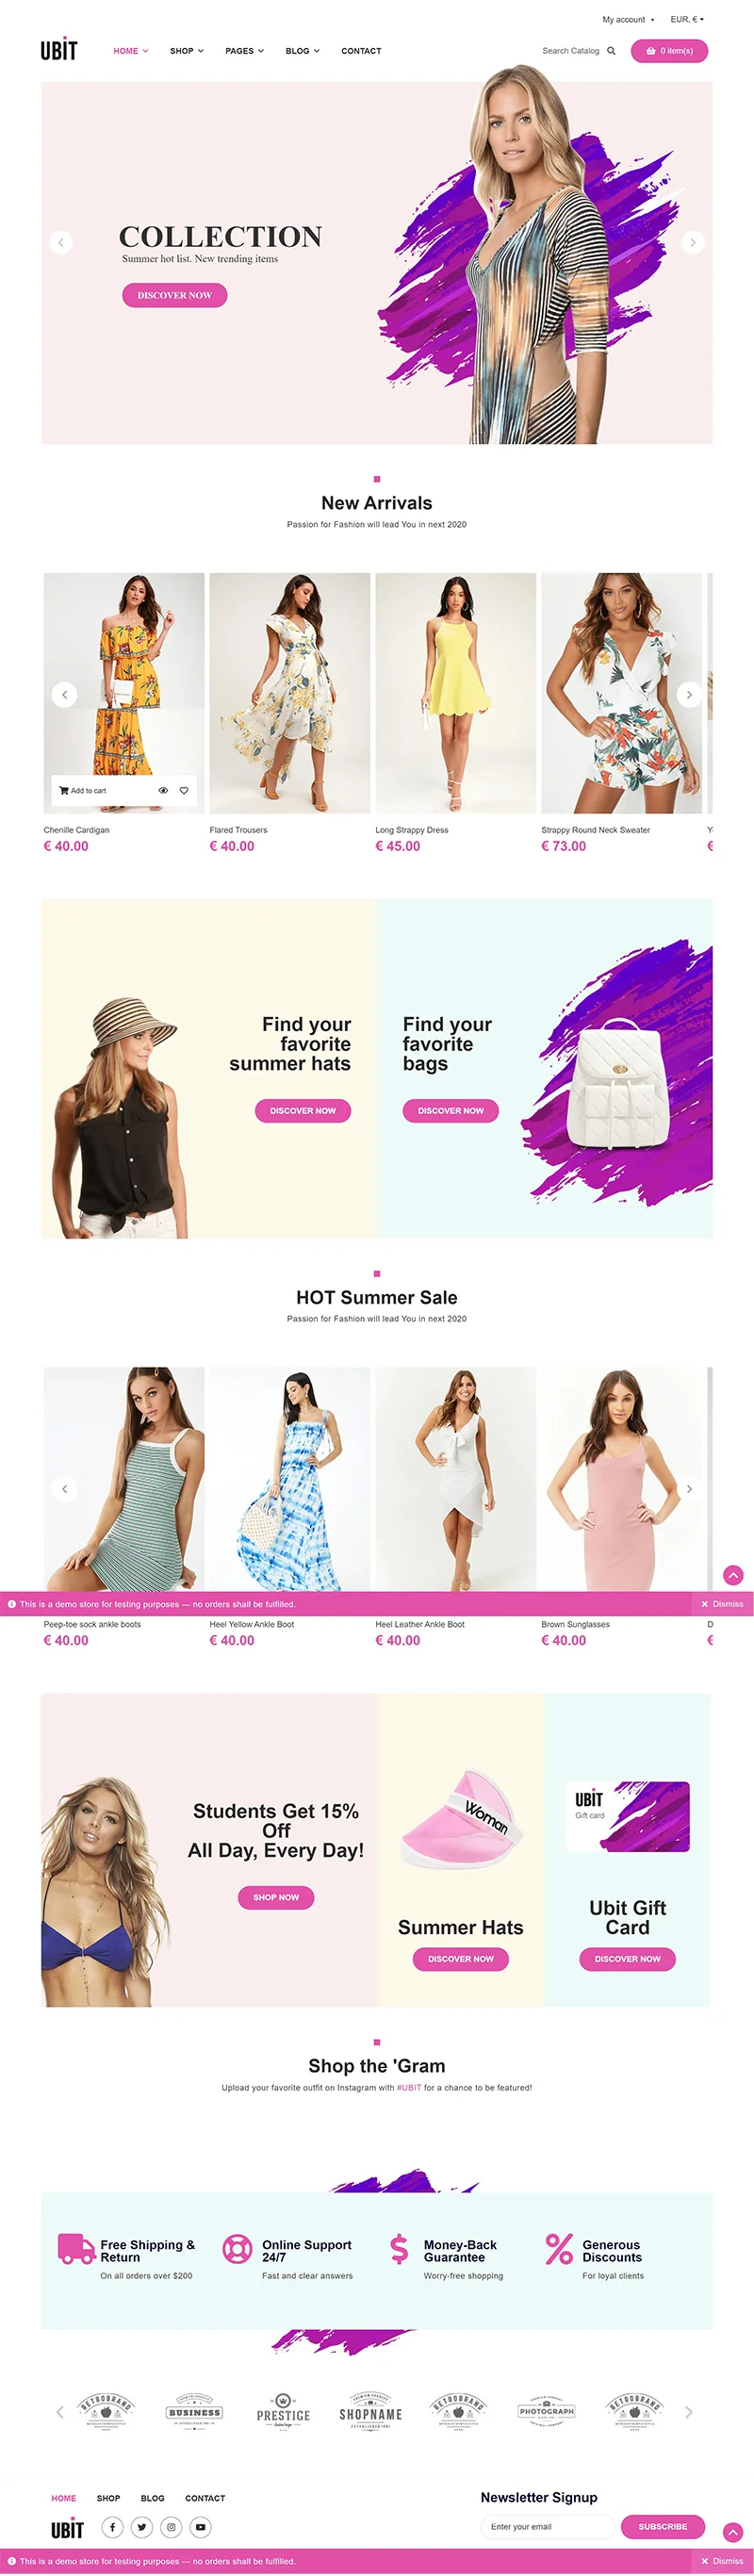 My account
EUR, €
UBIT
HOME
SHOP
PAGES
BLOG
CONTACT
Search Catalog
0 item(s)
COLLECTION
Summer hot list. New trending items
DISCOVER NOW
New Arrivals
Passion for Fashion will lead You in next 2020
Add to cart
Chenille Cardigan
€ 40.00
Flared Trousers
€ 40.00
Long Strappy Dress
€ 45.00
Strappy Round Neck Sweater
€ 73.00
Y
€
Find your
favorite
summer hats
DISCOVER NOW
Find your
favorite
bags
DISCOVER NOW
HOT Summer Sale
Passion for Fashion will lead You in next 2020
This is a demo store for testing purposes — no orders shall be fulfilled.
Dismiss
Peep-toe sock ankle boots
€ 40.00
Heel Yellow Ankle Boot
€ 40.00
Heel Leather Ankle Boot
€ 40.00
Brown Sunglasses
€ 40.00
D
€
Students Get 15%
Off
All Day, Every Day!
SHOP NOW
Woman
Summer Hats
DISCOVER NOW
UBIT
Gift card
Ubit Gift
Card
DISCOVER NOW
Shop the 'Gram
Upload your favorite outfit on Instagram with #UBIT for a chance to be featured!
Free Shipping &
Return
On all orders over $200
Online Support
24/7
Fast and clear answers
Money-Back
Guarantee
Worry-free shopping
Generous
Discounts
For loyal clients
RETROBRAND
BUSINESS
PRESTIGE
PREMIUM PRODUCT
SHOPNAME
RETROBRAND
PREMIUM PRODUCT
PHOTOGRAPH
RETROBRAND
HOME
SHOP
BLOG
CONTACT
UBIT
Newsletter Signup
Enter your email
SUBSCRIBE
This is a demo store for testing purposes — no orders shall be fulfilled.
Dismiss